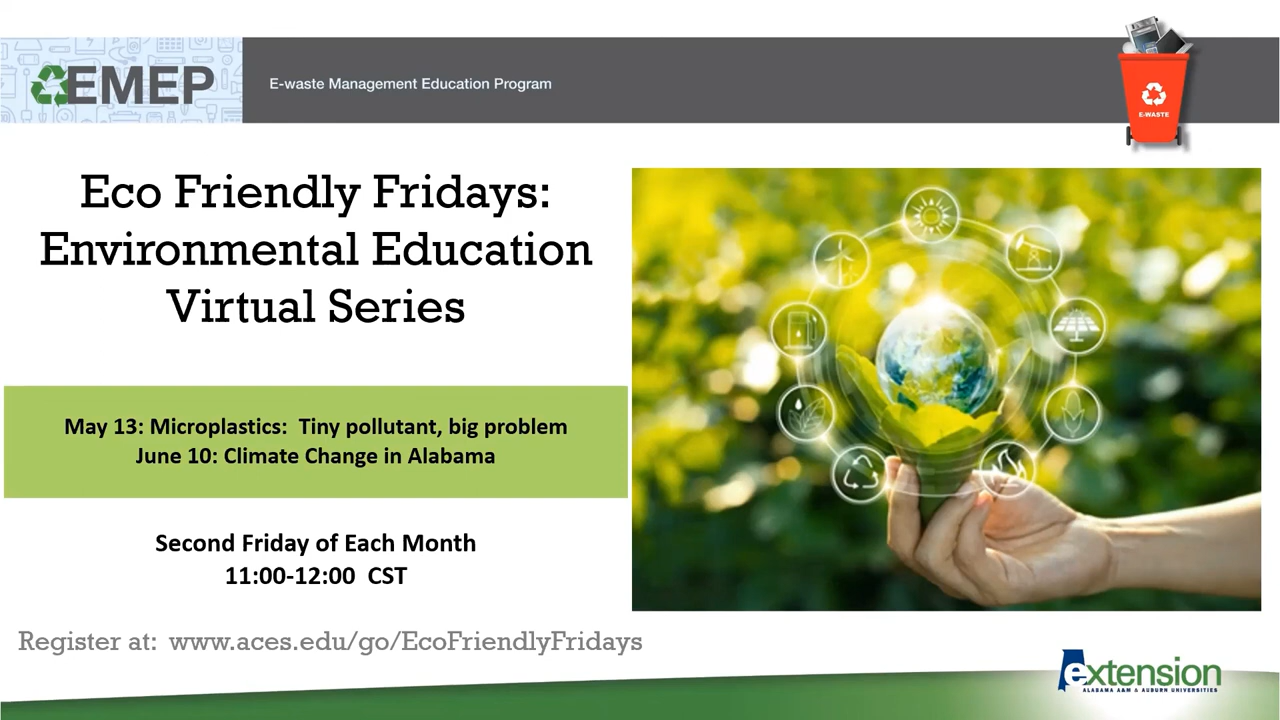 EMEP
E-waste Management Education Program
E-WASTE
Eco Friendly Fridays:
Environmental Education
Virtual Series
May 13: Microplastics:  Tiny pollutant, big problem
June 10: Climate Change in Alabama
Second Friday of Each Month
11:00-12:00  CST
Register at:  www.aces.edu/go/EcoFriendlyFridays
extension
ALABAMA A&M & AUBURN UNIVERSITIES